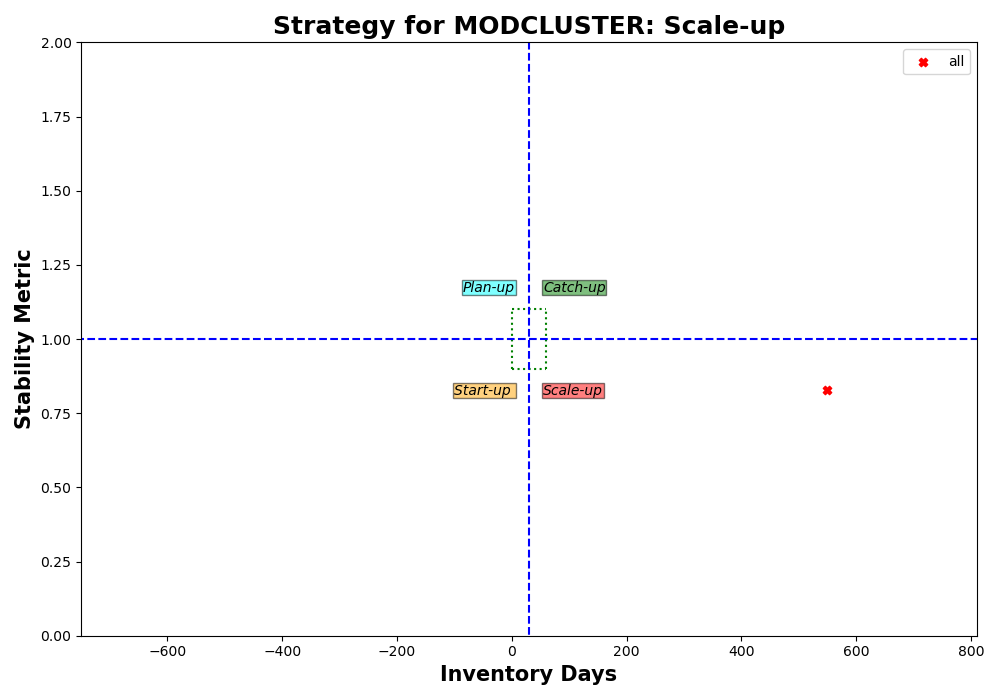 Strategy for MODCLUSTER: Scale-up
2.00
all
1.75
1.50
1.25
Plan-up Catch-up
1.00
Start-up Scale-up
0.75
0.50
0.25
0.00
−600 −400 −200 0 200 400 600 800
Stability Metric
Inventory Days